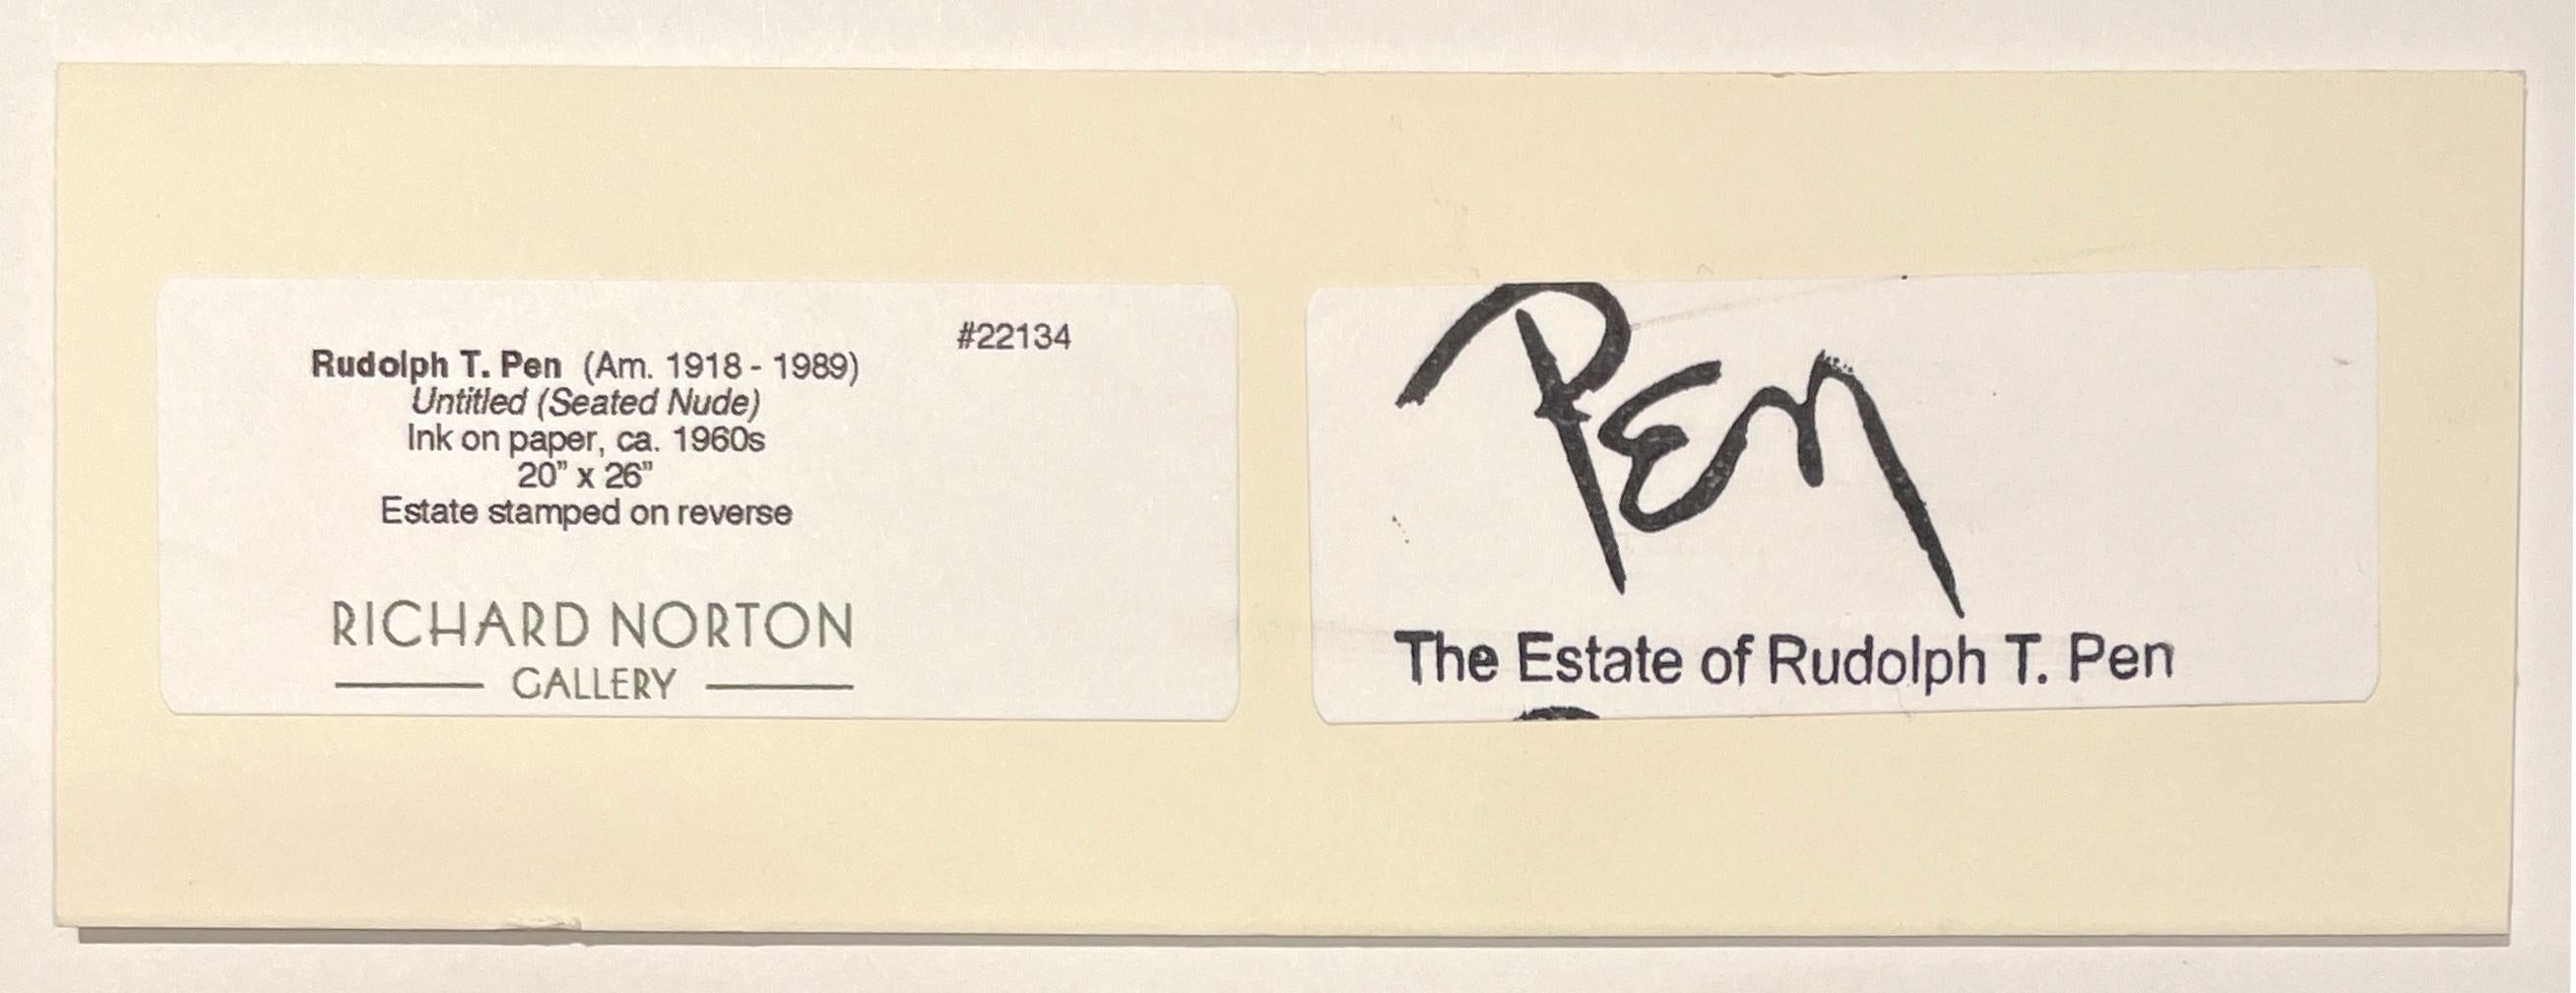 #22134
Rudolph T. Pen (Am. 1918 - 1989)
Untitled (Seated Nude)
Ink on paper, ca. 1960s
20" x 26"
Estate stamped on reverse
RICHARD NORTON
GALLERY
Pen
The Estate of Rudolph T. Pen